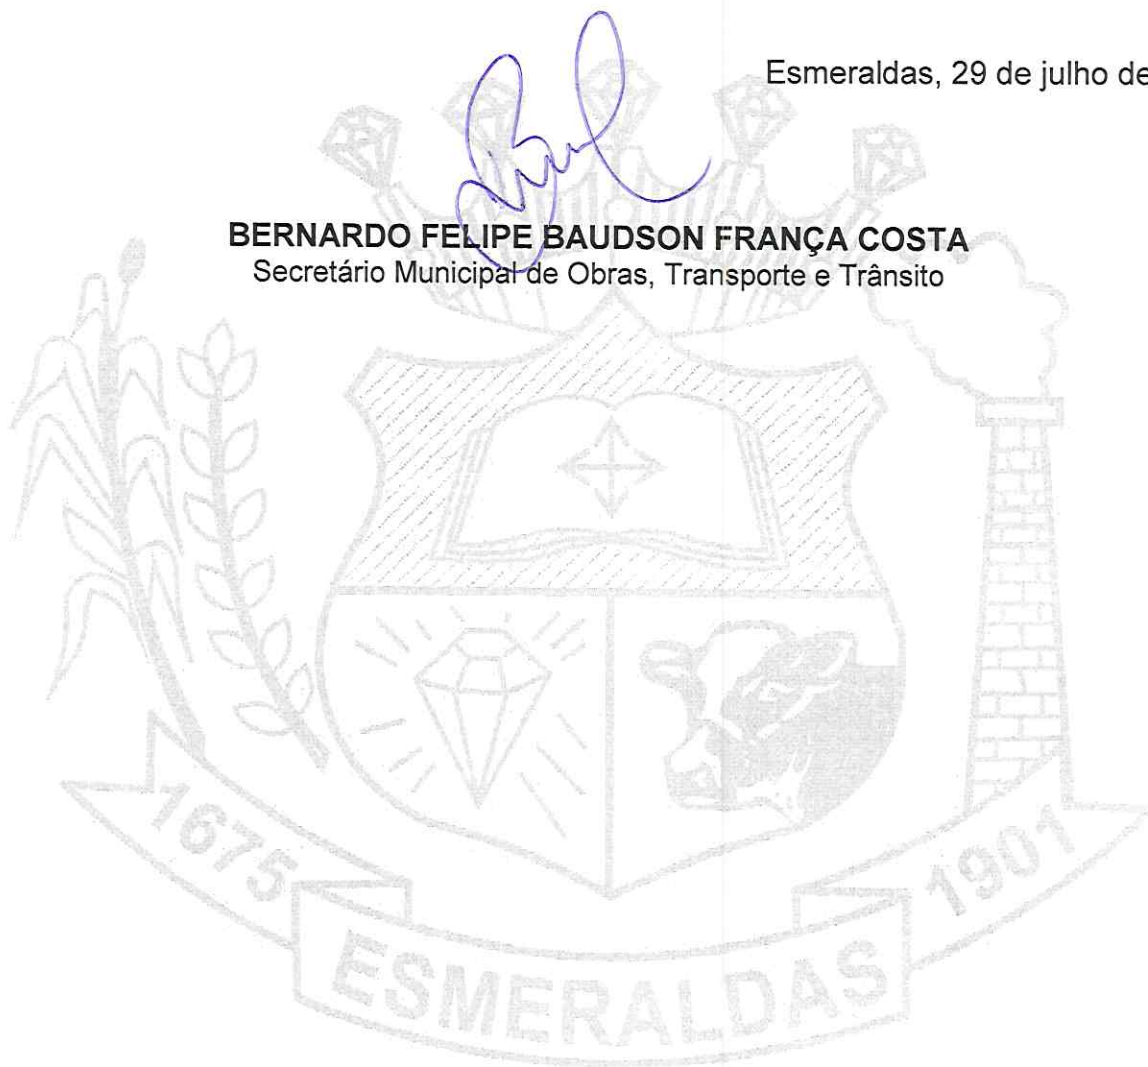 Esmeraldas, 29 de julho de
BERNARDO FELIPE BAUDSON FRANÇA COSTA
Secretário Municipal de Obras, Transporte e Trânsito
1675
1901
ESMERALDAS